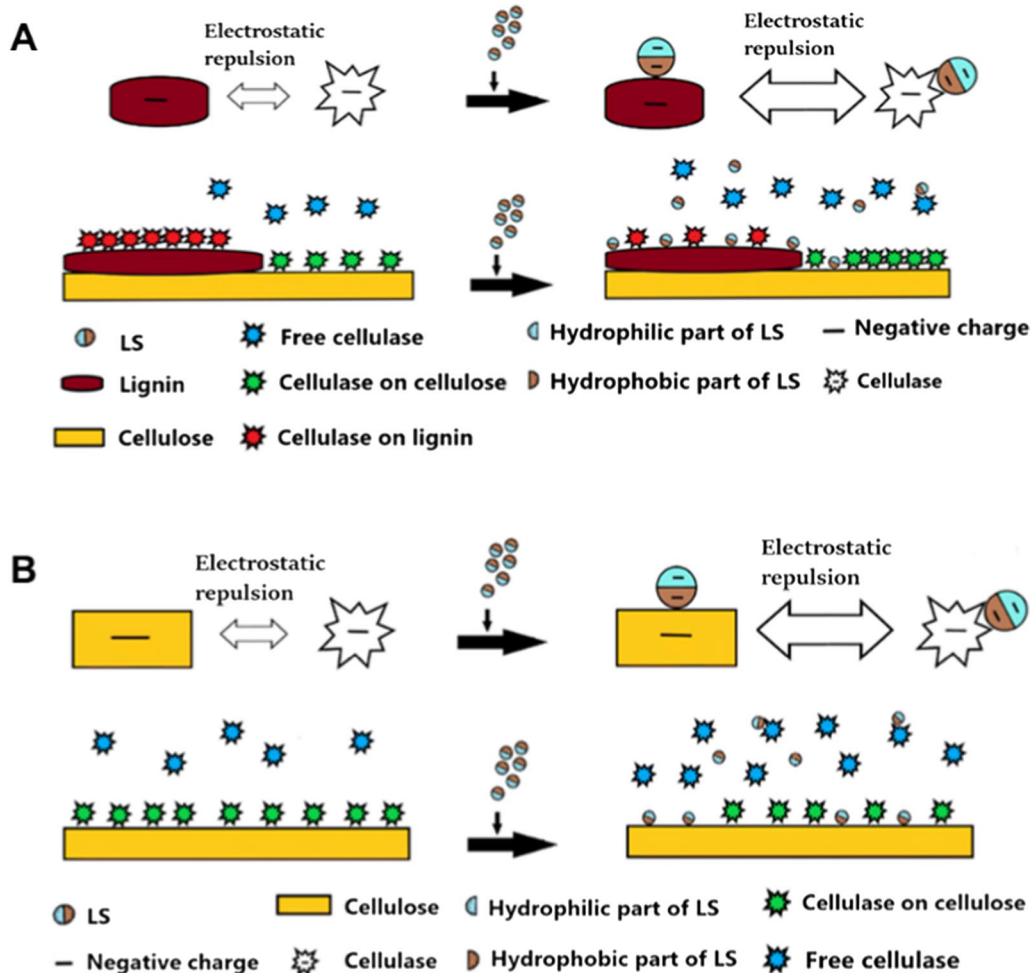 A
Electrostatic
repulsion
Electrostatic
repulsion
LS
Free cellulase
Hydrophilic part of LS
Negative charge
Lignin
Cellulase on cellulose
Hydrophobic part of LS
Cellulase
Cellulose
Cellulase on lignin
B
Electrostatic
repulsion
Electrostatic
repulsion
LS
Cellulose
Hydrophilic part of LS
Cellulase on cellulose
Negative charge
Cellulase
Hydrophobic part of LS
Free cellulase